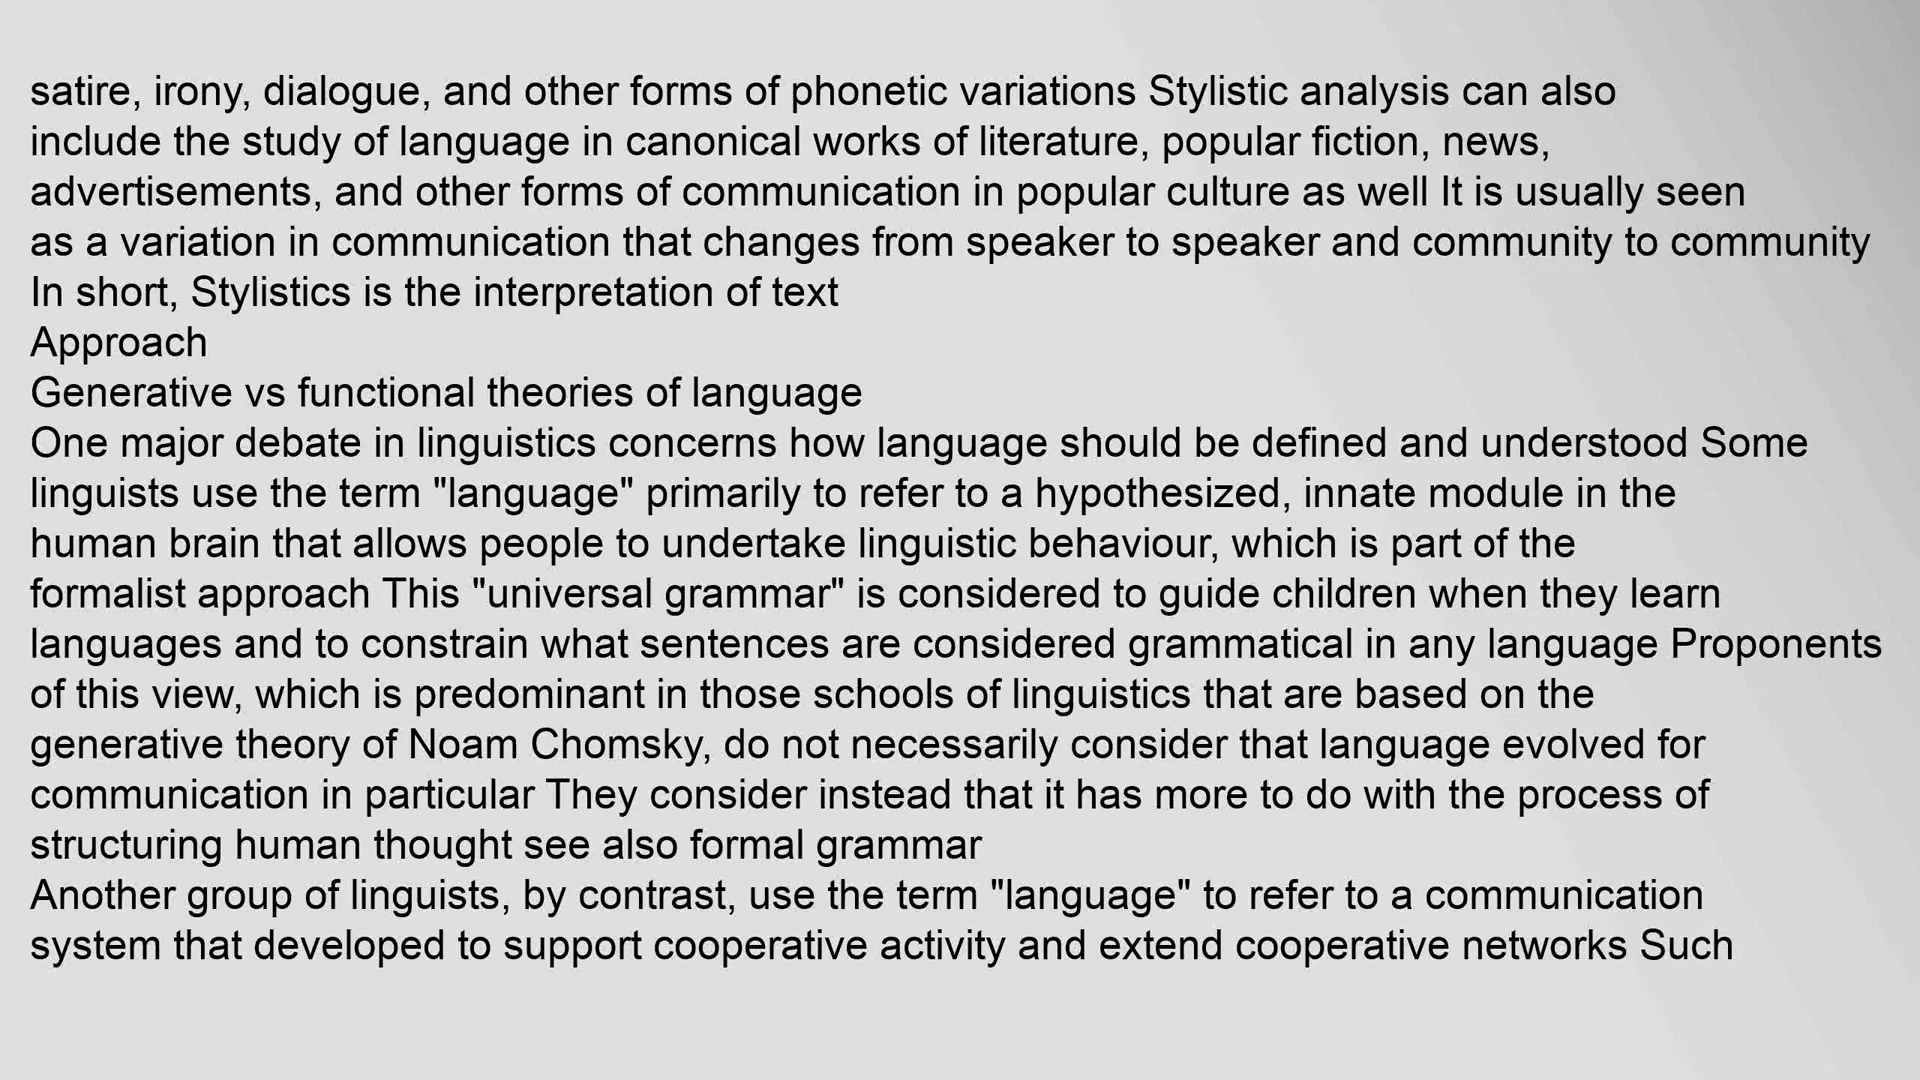 satire, irony, dialogue, and other forms of phonetic variations Stylistic analysis can also
include the study of language in canonical works of literature, popular fiction, news,
advertisements, and other forms of communication in popular culture as well It is usually seen
as a variation in communication that changes from speaker to speaker and community to community
In short, Stylistics is the interpretation of text
Approach
Generative vs functional theories of language
One major debate in linguistics concerns how language should be defined and understood Some
linguists use the term "language" primarily to refer to a hypothesized, innate module in the
human brain that allows people to undertake linguistic behaviour, which is part of the
formalist approach This "universal grammar" is considered to guide children when they learn
languages and to constrain what sentences are considered grammatical in any language Proponents
of this view, which is predominant in those schools of linguistics that are based on the
generative theory of Noam Chomsky, do not necessarily consider that language evolved for
communication in particular They consider instead that it has more to do with the process of
structuring human thought see also formal grammar
Another group of linguists, by contrast, use the term "language" to refer to a communication
system that developed to support cooperative activity and extend cooperative networks Such